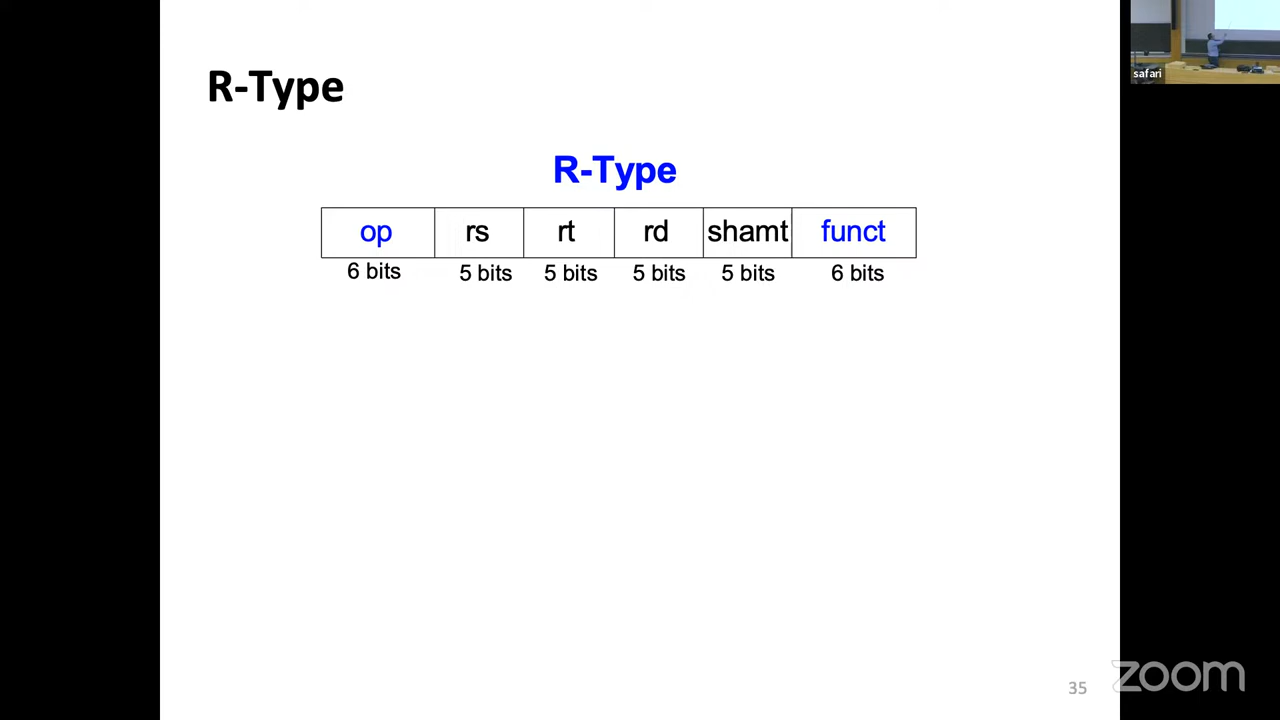 R-Type
R-Type
op rs rt rd shamt funct
6 bits 5 bits 5 bits 5 bits 5 bits 6 bits
35
zoom
safari